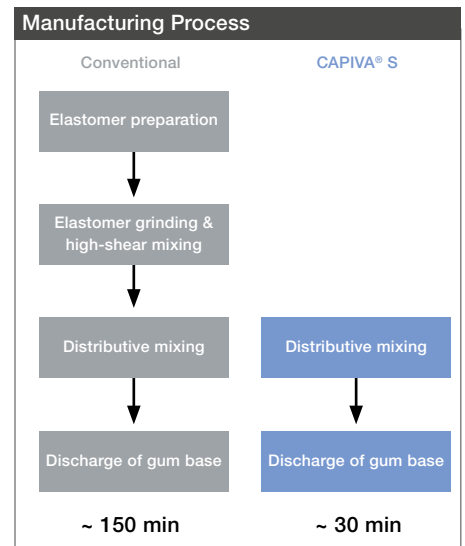 Manufacturing Process
Conventional
CAPIVA® S
Elastomer preparation
Elastomer grinding &
high-shear mixing
Distributive mixing
Distributive mixing
Discharge of gum base
Discharge of gum base
~ 150 min
~ 30 min